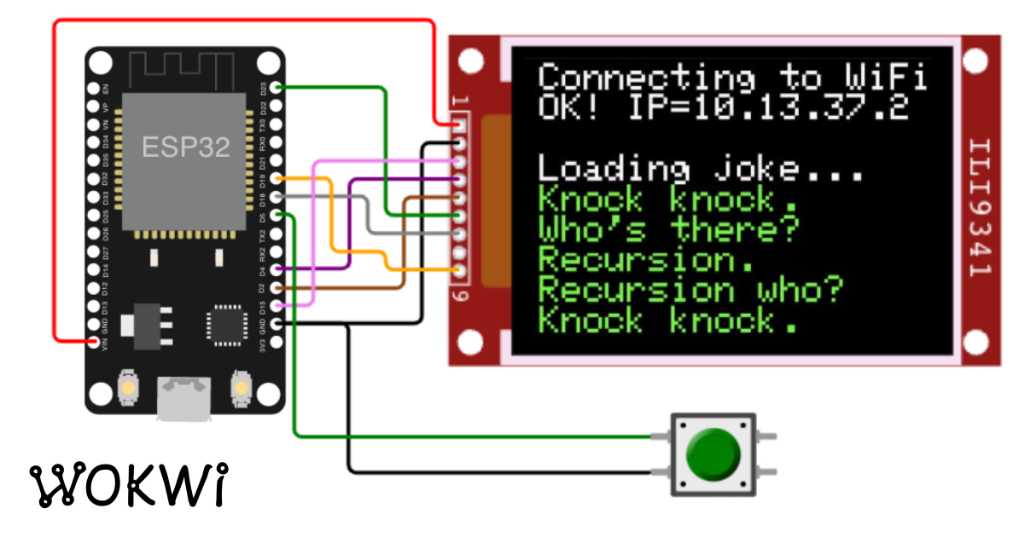 EN
VP
VN
D34
D35
D32
D33
D25
D26
D27
D14
D12
D13
GND
VIN
ESP32
D23
D22
TX0
RX0
D21
D19
D18
D5
TX2
RX2
D4
D2
D15
GND
3V3
1
9
Connecting to WiFi
OK! IP=10.13.37.2
Loading joke...
Knock knock.
Who's there?
Recursion.
Recursion who?
Knock knock.
ILI9341
WOKWi